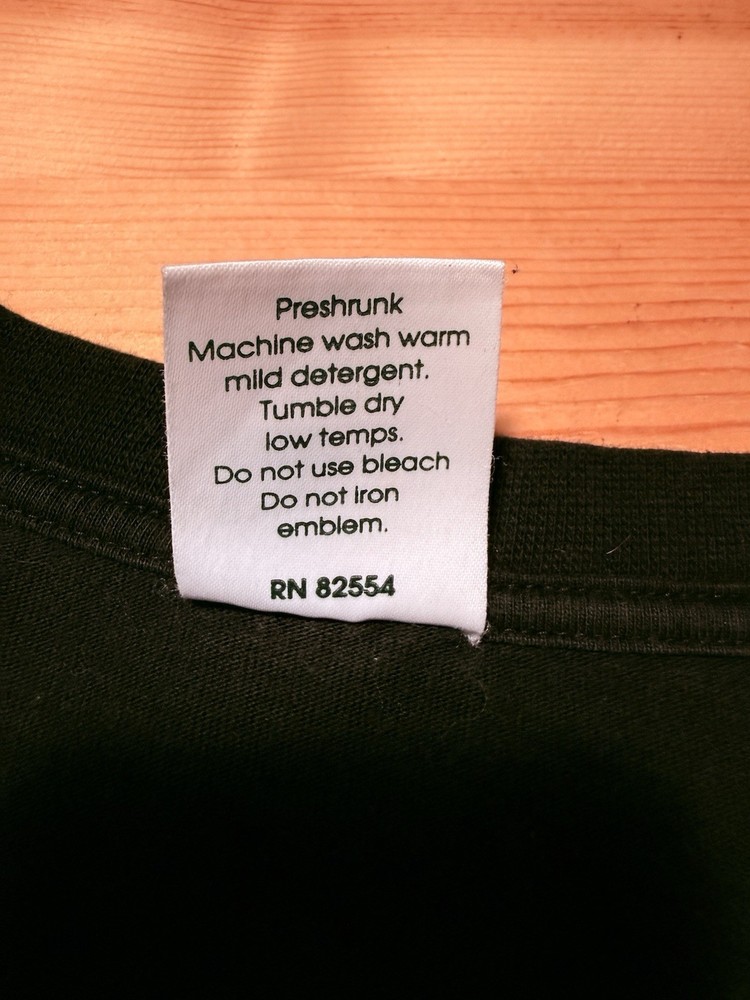 Preshrunk
Machine wash warm
mild detergent.
Tumble dry
low temps.
Do not use bleach
Do not iron
emblem.
RN 82554